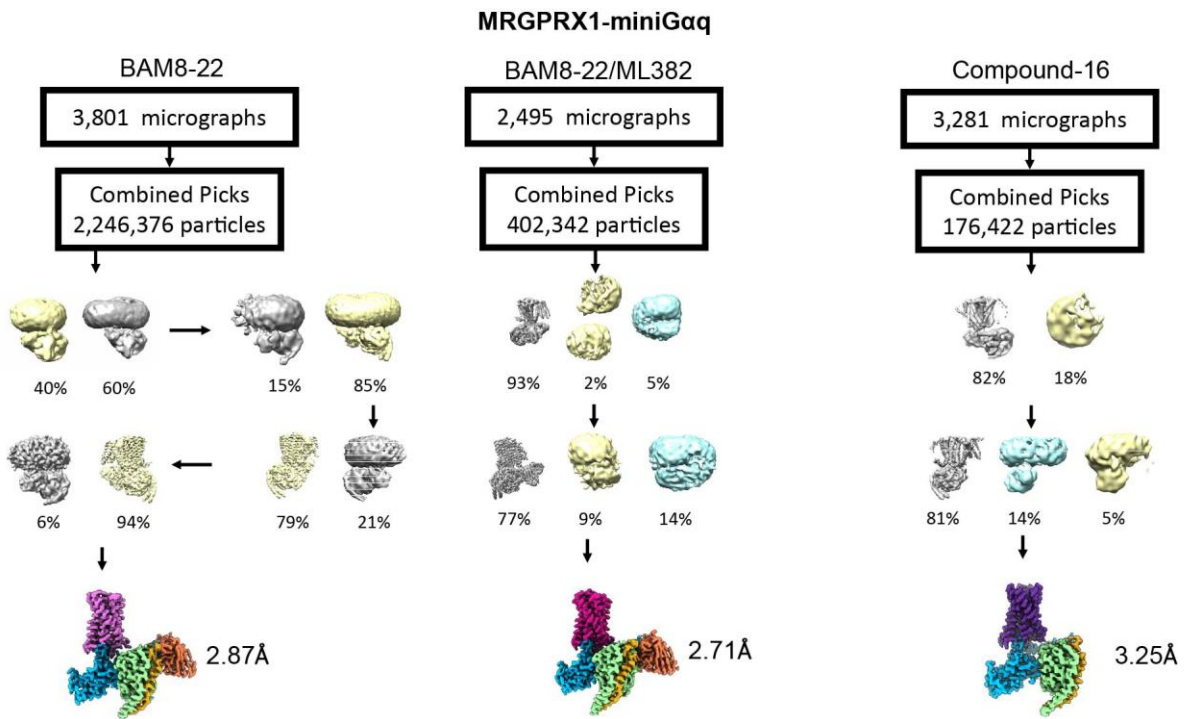 MRGPRX1-miniGαq
BAM8-22
3,801 micrographs
Combined Picks
2,246,376 particles
40%
60%
15%
85%
6%
94%
79%
21%
2.87Å
BAM8-22/ML382
2,495 micrographs
Combined Picks
402,342 particles
93%
2%
5%
77%
9%
14%
2.71Å
Compound-16
3,281 micrographs
Combined Picks
176,422 particles
82%
18%
81%
14%
5%
3.25Å